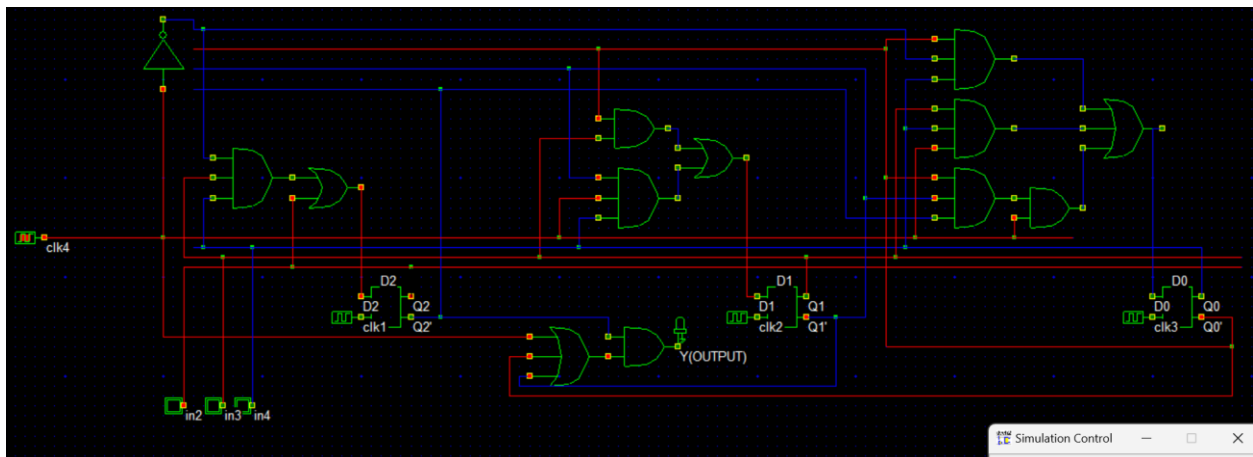 clk4
D2
D2
Q2
clk1
Q2'
D1
D1
Q1
clk2
Q1'
D0
D0
Q0
clk3
Q0'
Y(OUTPUT)
in2
in3
in4
Simulation Control